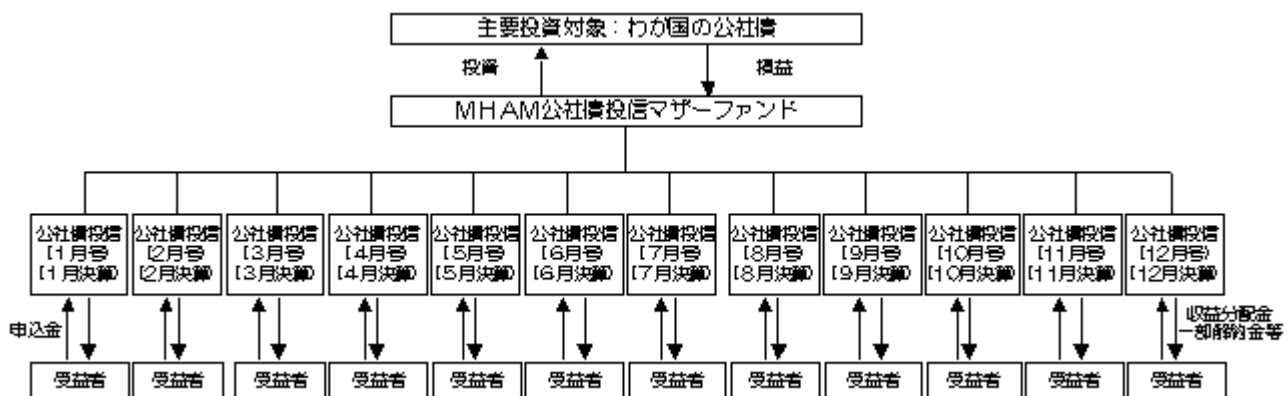 主要投資対象：わが国の公社債
投資
損益
MHAM公社債投信マザーファンド
公社債投信
[1月号
[1月決算)
公社債投信
[2月号
[2月決算)
公社債投信
[3月号
[3月決算)
公社債投信
[4月号
[4月決算)
公社債投信
[5月号
[5月決算)
公社債投信
[6月号
[6月決算)
公社債投信
[7月号
[7月決算)
公社債投信
[8月号
[8月決算)
公社債投信
[9月号
[9月決算)
公社債投信
[10月号
[10月決算)
公社債投信
[11月号
[11月決算)
公社債投信
[12月号)
[12月決算)
申込金
収益分配金
一部解約金等
受益者
受益者
受益者
受益者
受益者
受益者
受益者
受益者
受益者
受益者
受益者
受益者